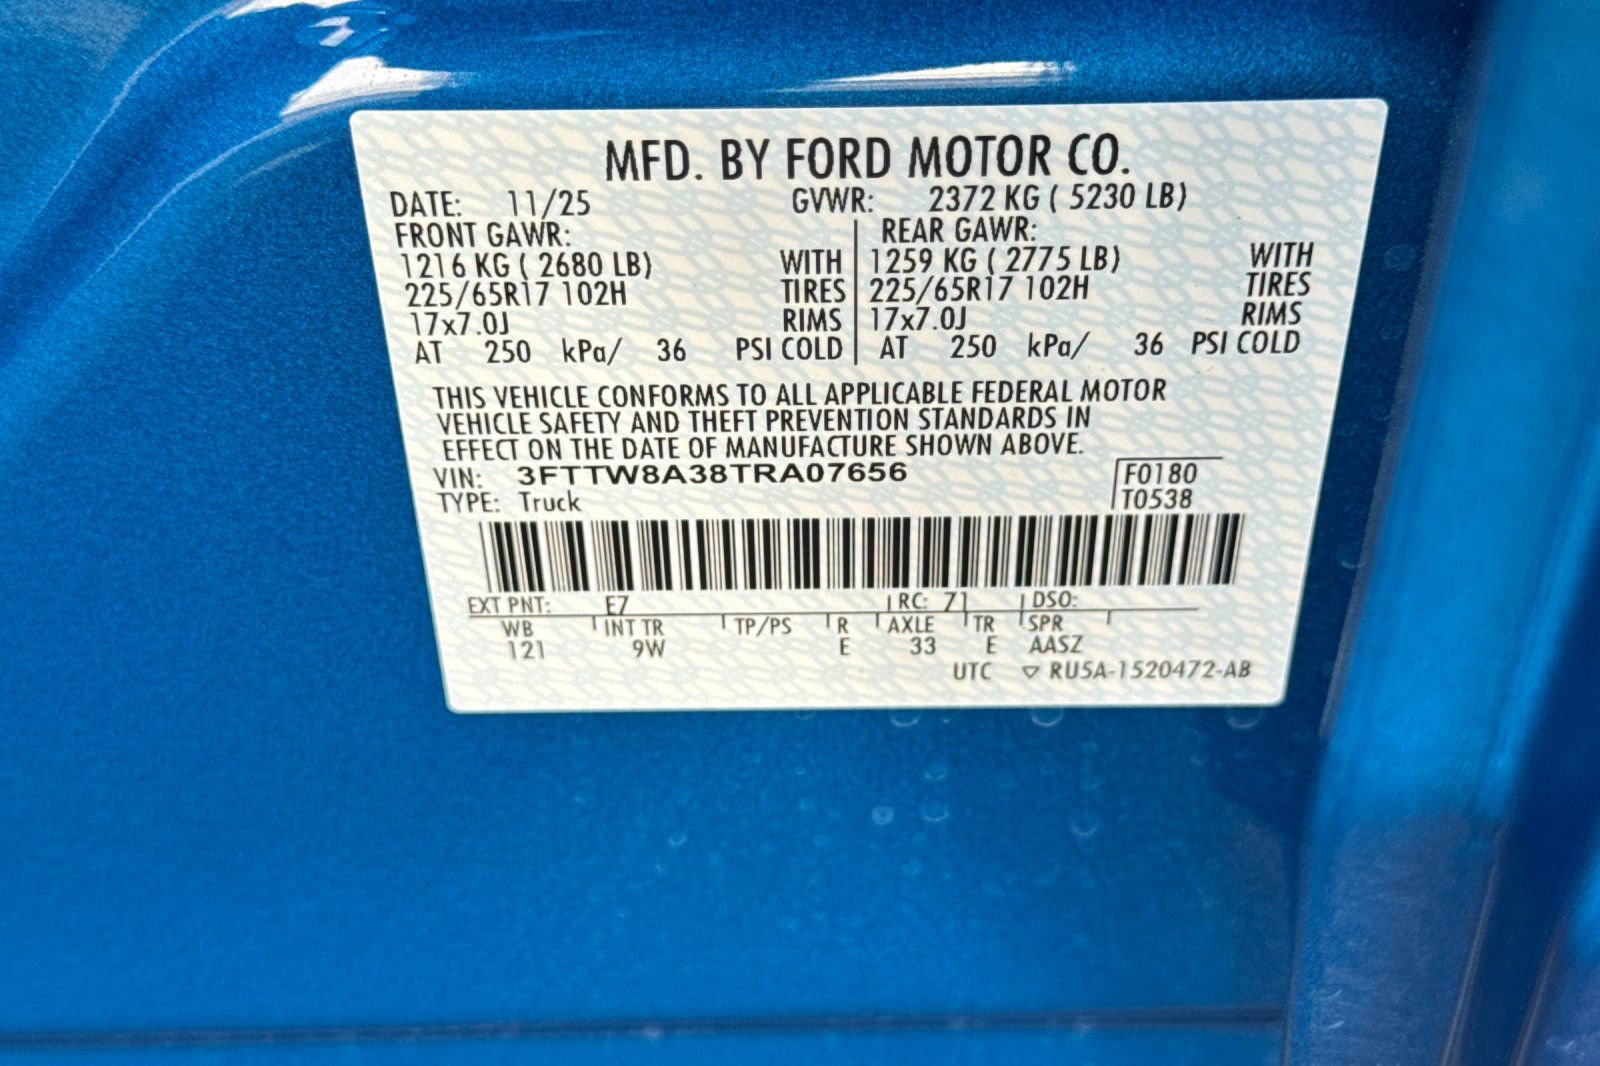 MFD. BY FORD MOTOR CO.
DATE: 11/25 GVWR: 2372 KG ( 5230 LB)
FRONT GAWR: REAR GAWR:
1216 KG ( 2680 LB) WITH 1259 KG ( 2775 LB) WITH
225/65R17 102H TIRES 225/65R17 102H TIRES
17x7.0J RIMS 17x7.0J RIMS
AT 250 kPa/ 36 PSI COLD AT 250 kPa/ 36 PSI COLD
THIS VEHICLE CONFORMS TO ALL APPLICABLE FEDERAL MOTOR
VEHICLE SAFETY AND THEFT PREVENTION STANDARDS IN
EFFECT ON THE DATE OF MANUFACTURE SHOWN ABOVE.
VIN: 3FTTW8A38TRA07656 F0180
TYPE: Truck T0538
EXT PNT: E7 RC: 71 DSO:
WB INT TR TP/PS R AXLE TR SPR
121 9W E 33 E AASZ
UTC ▽ RU5A-1520472-AB